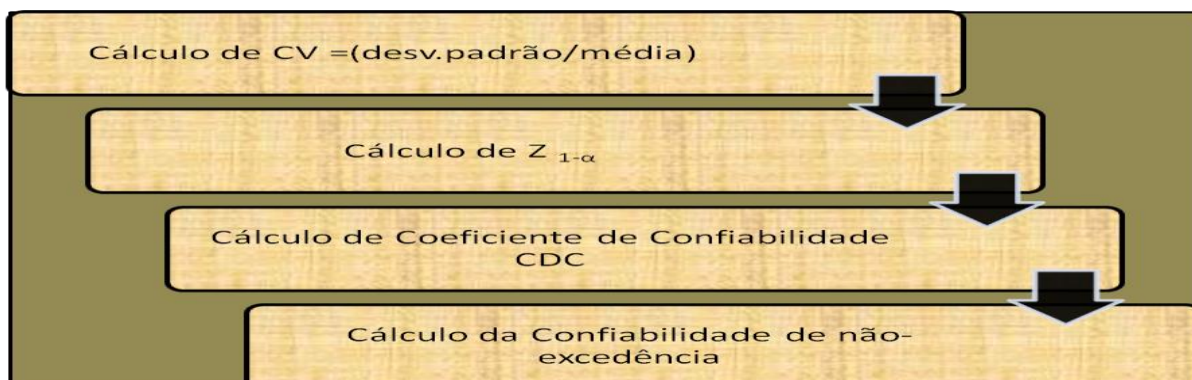 Cálculo de CV =(desv.padrão/média)
Cálculo de Z 1-α
Cálculo de Coeficiente de Confiabilidade
CDC
Cálculo da Confiabilidade de não-
excedência